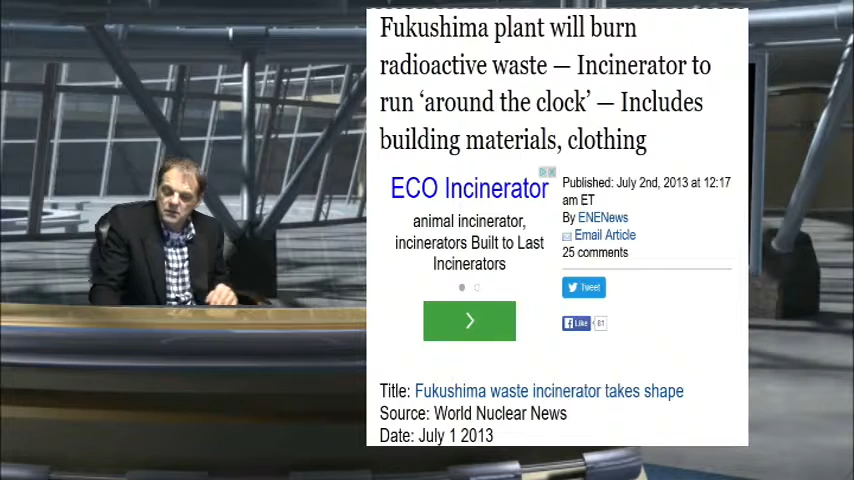 Fukushima plant will burn
radioactive waste — Incinerator to
run ‘around the clock’ — Includes
building materials, clothing
ECO Incinerator
animal incinerator,
incinerators Built to Last
Incinerators
Published: July 2nd, 2013 at 12:17
am ET
By ENENews
Email Article
25 comments
Tweet
Like
61
Title: Fukushima waste incinerator takes shape
Source: World Nuclear News
Date: July 1 2013